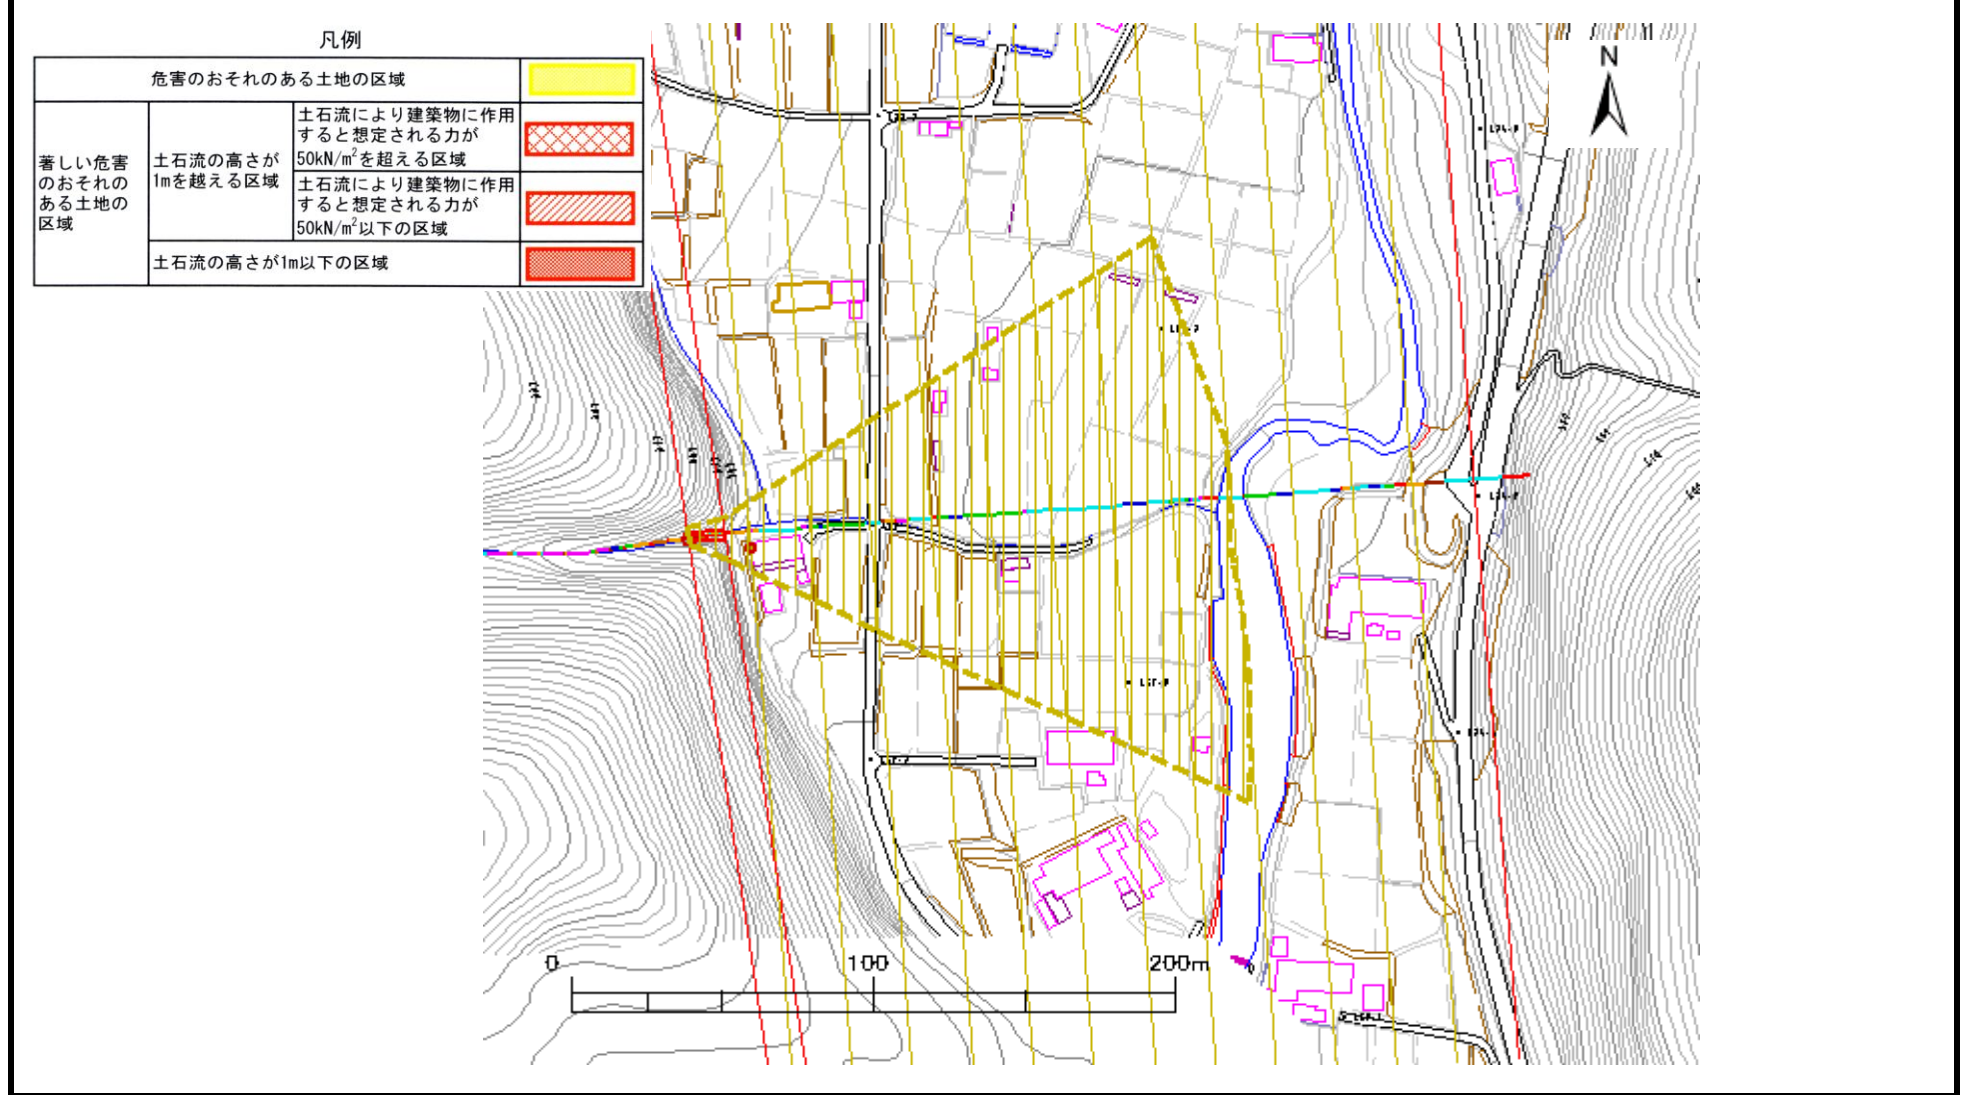 凡例
危害のおそれのある土地の区域
著しい危害
のおそれの
ある土地の
区域
土石流の高さが
1mを越える区域
土石流により建築物に作用
すると想定される力が
50kN/m²を超える区域
土石流により建築物に作用
すると想定される力が
50kN/m²以下の区域
土石流の高さが1m以下の区域
N
0
100
200m